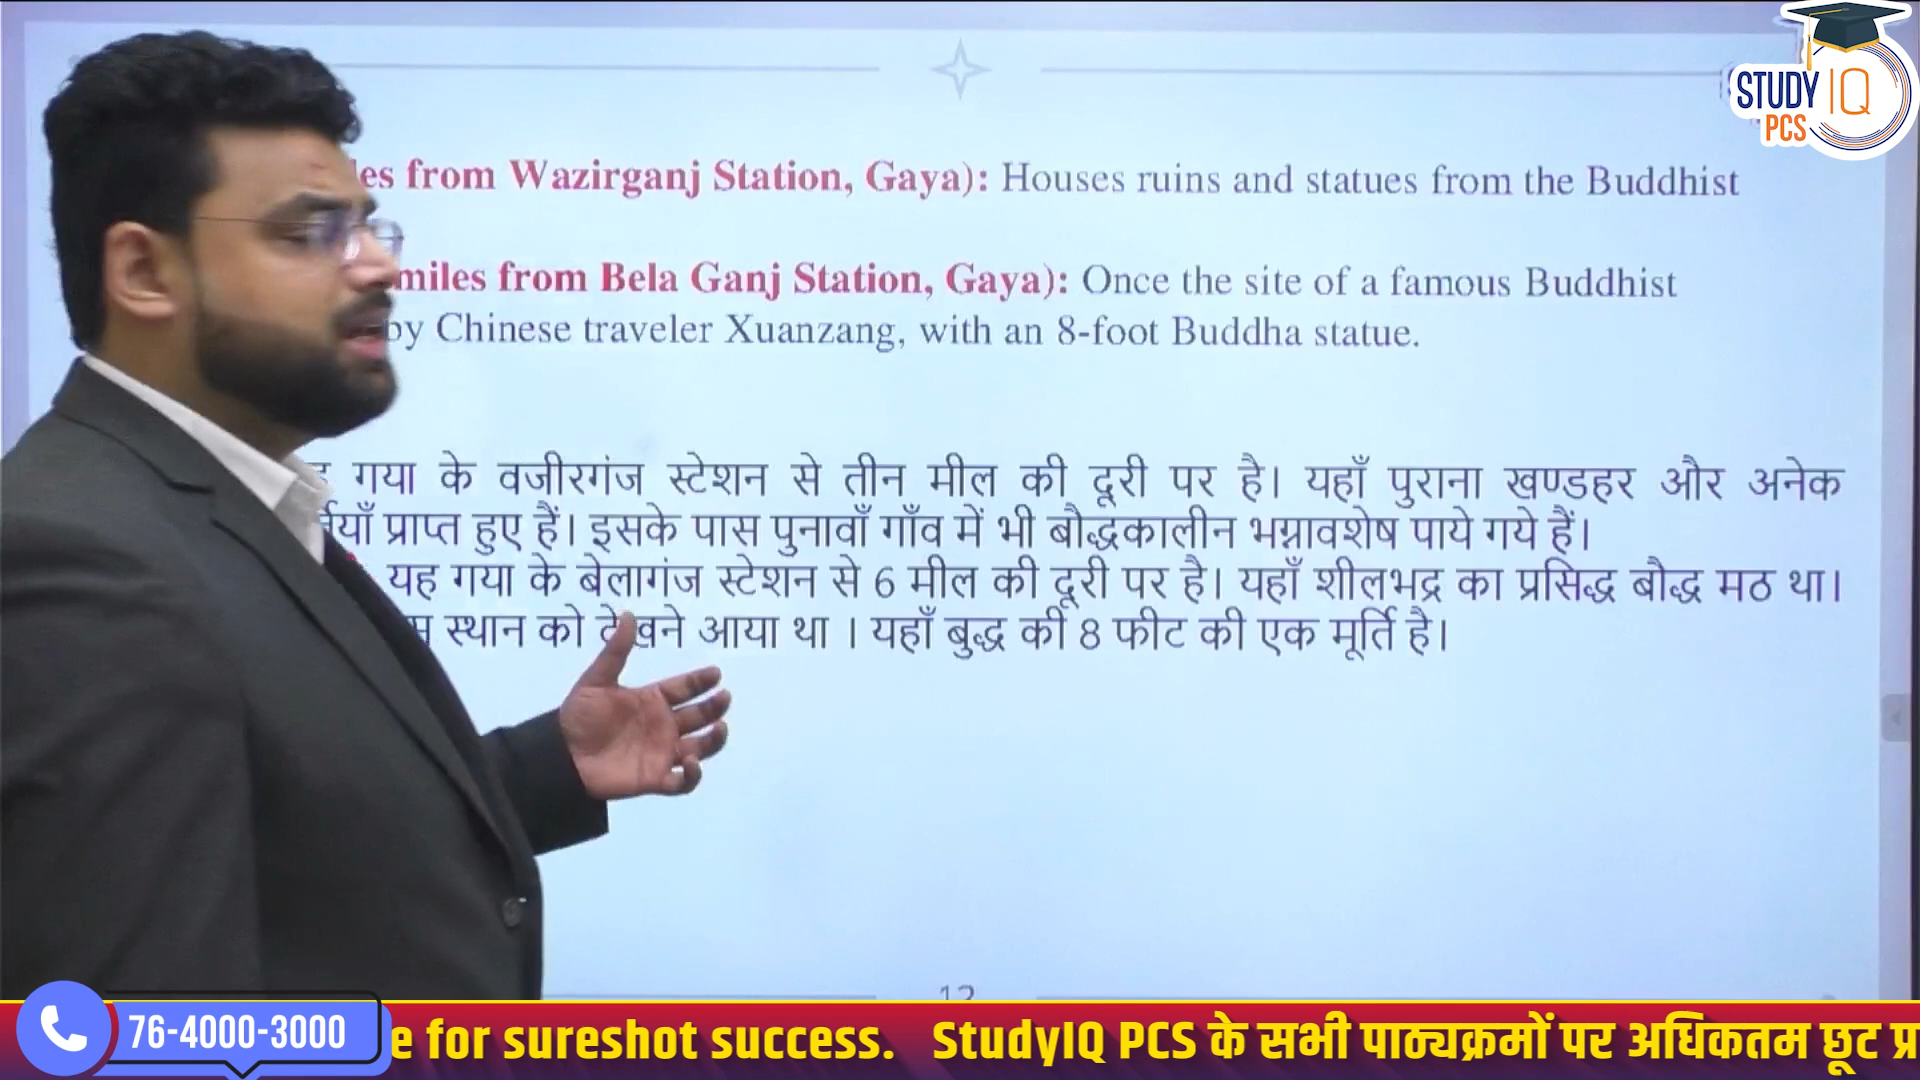 STUDY IQ
PCS
es from Wazirganj Station, Gaya): Houses ruins and statues from the Buddhist
miles from Bela Ganj Station, Gaya): Once the site of a famous Buddhist
by Chinese traveler Xuanzang, with an 8-foot Buddha statue.
गया के वजीरगंज स्टेशन से तीन मील की दूरी पर है। यहाँ पुराना खण्डहर और अनेक
प्राप्त हुए हैं। इसके पास पुनावाँ गाँव में भी बौद्धकालीन भग्नावशेष पाये गये हैं।
यह गया के बेलागंज स्टेशन से 6 मील की दूरी पर है। यहाँ शीलभद्र का प्रसिद्ध बौद्ध मठ था।
स्थान को देखने आया था । यहाँ बुद्ध की 8 फीट की एक मूर्ति है।
12
76-4000-3000
e for sureshot success. StudyIQ PCS के सभी पाठ्यक्रमों पर अधिकतम छूट प्र